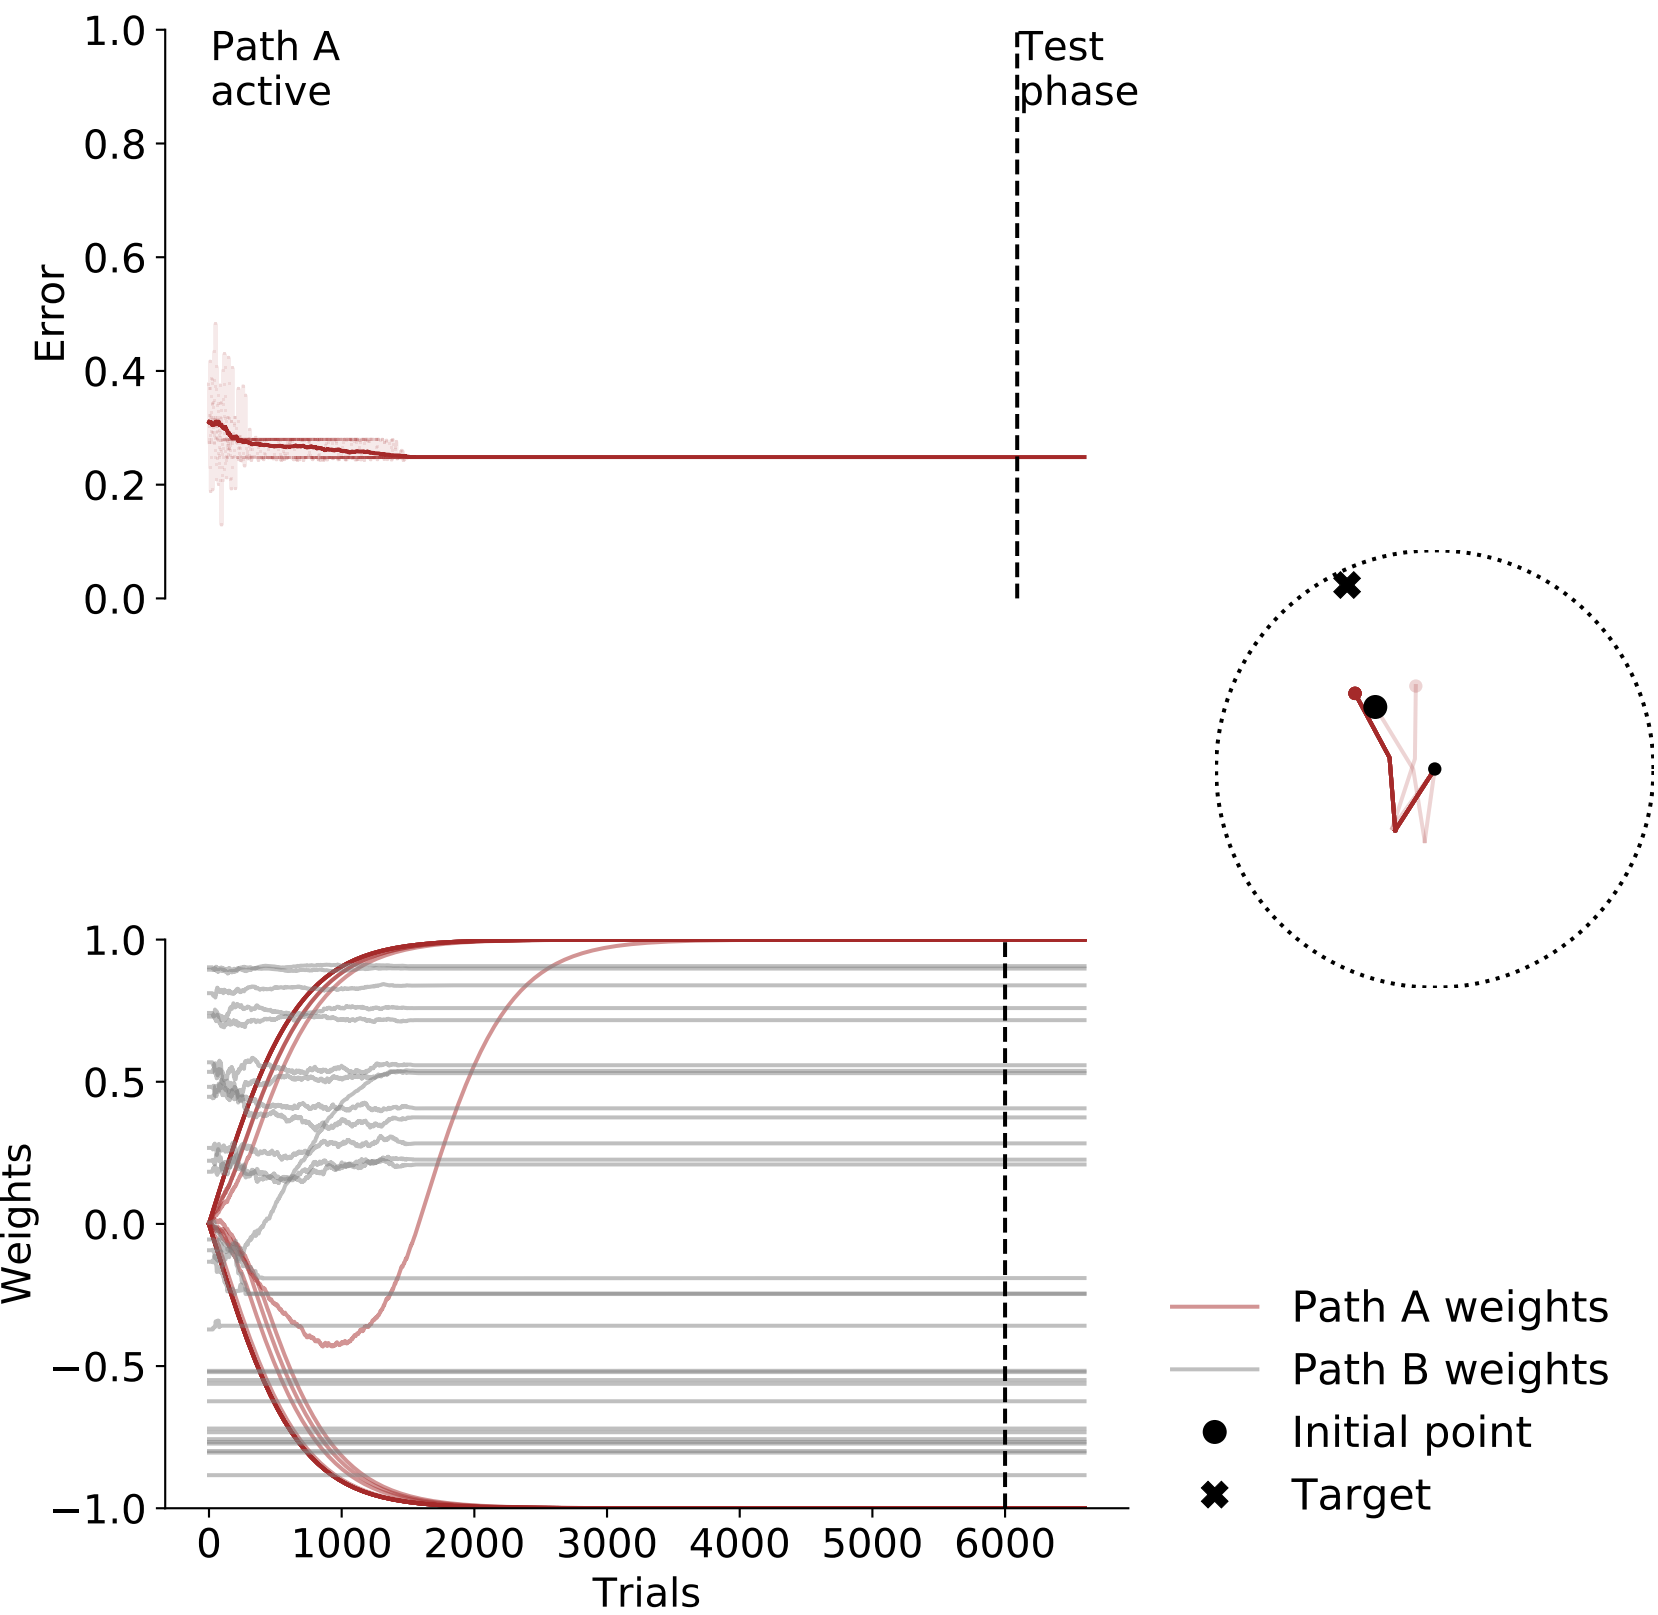 Path A
active
Test
phase
1.0
0.8
0.6
0.4
0.2
0.0
Error
1.0
0.5
0.0
−0.5
−1.0
Weights
0 1000 2000 3000 4000 5000 6000
Trials
Path A weights
Path B weights
Initial point
Target